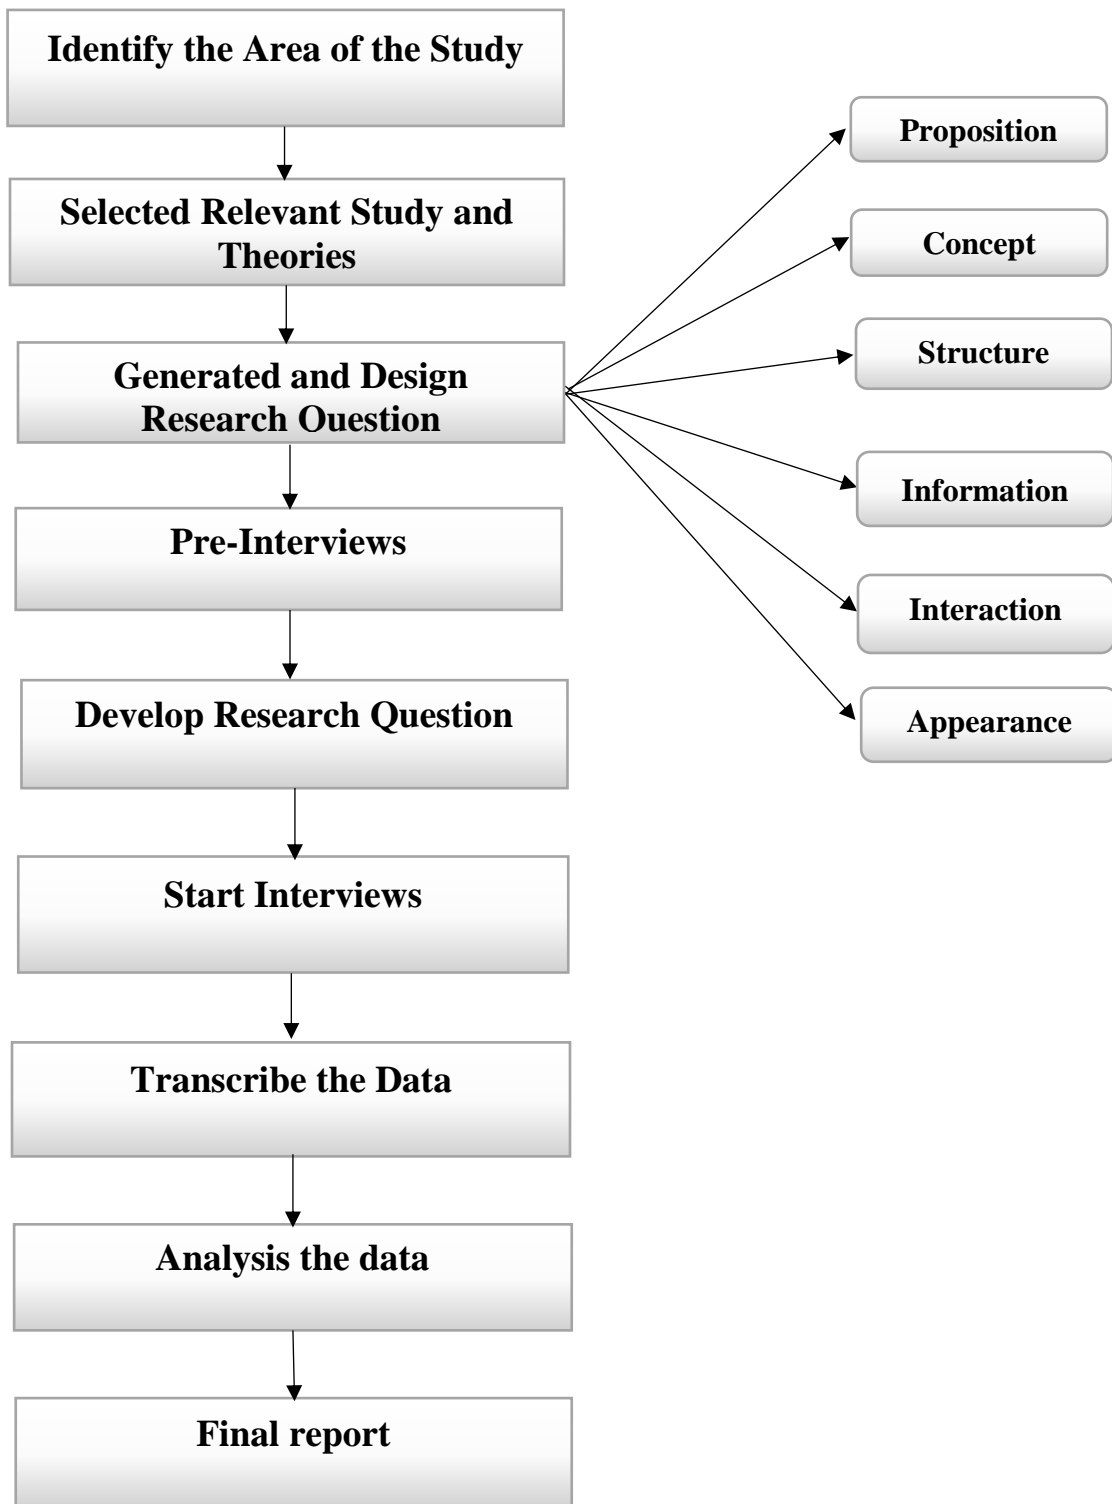 Identify the Area of the Study
Selected Relevant Study and
Theories
Generated and Design
Research Question
Pre-Interviews
Develop Research Question
Start Interviews
Transcribe the Data
Analysis the data
Final report
Proposition
Concept
Structure
Information
Interaction
Appearance